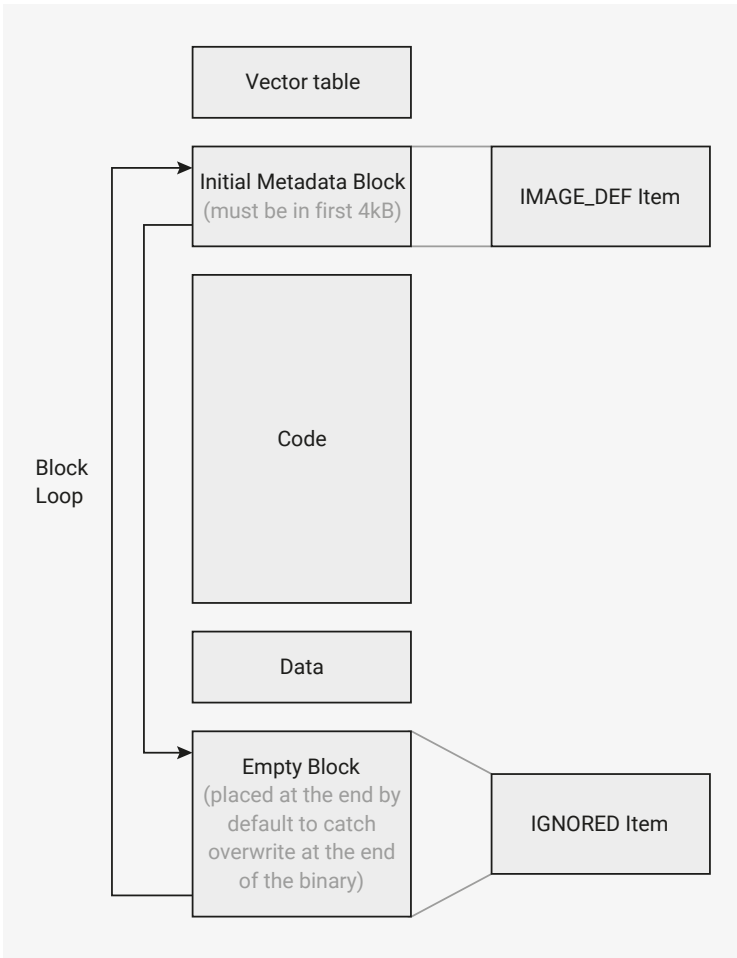 Vector table
Initial Metadata Block
(must be in first 4kB)
IMAGE_DEF Item
Code
Block
Loop
Data
Empty Block
(placed at the end by
default to catch
overwrite at the end
of the binary)
IGNORED Item